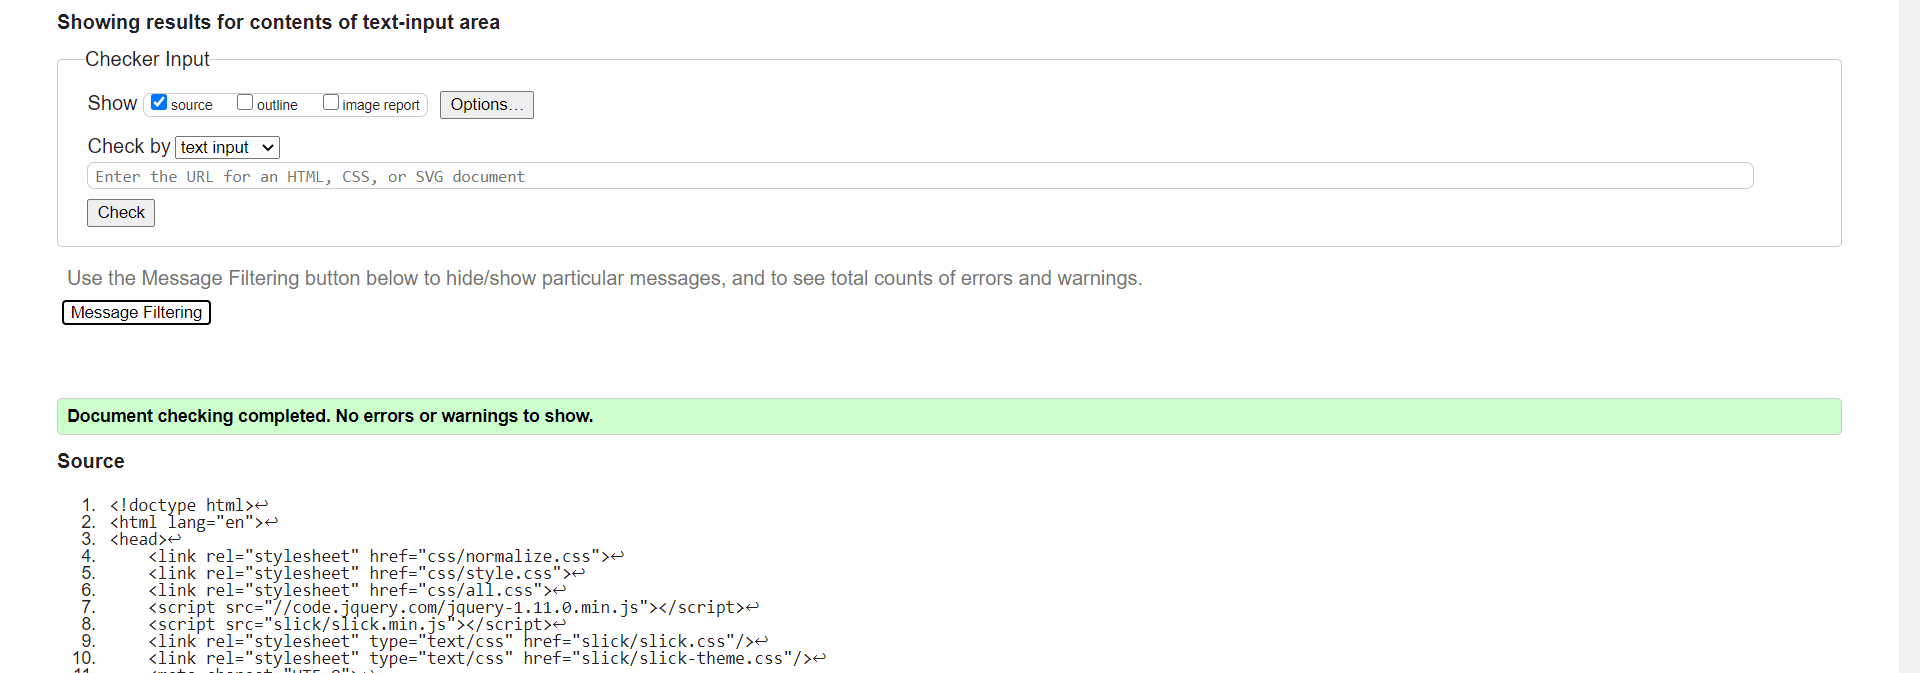 Showing results for contents of text-input area
Checker Input
Show source outline image report Options...
Check by text input
Enter the URL for an HTML, CSS, or SVG document
Check
Use the Message Filtering button below to hide/show particular messages, and to see total counts of errors and warnings.
Message Filtering
Document checking completed. No errors or warnings to show.
Source
1. <!doctype html>↩
2. <html lang="en">↩
3. <head>↩
4. <link rel="stylesheet" href="css/normalize.css">↩
5. <link rel="stylesheet" href="css/style.css">↩
6. <link rel="stylesheet" href="css/all.css">↩
7. <script src="//code.jquery.com/jquery-1.11.0.min.js"></script>↩
8. <script src="slick/slick.min.js"></script>↩
9. <link rel="stylesheet" type="text/css" href="slick/slick.css"/>↩
10. <link rel="stylesheet" type="text/css" href="slick/slick-theme.css"/>↩
11. <meta charset="UTF-8">↩